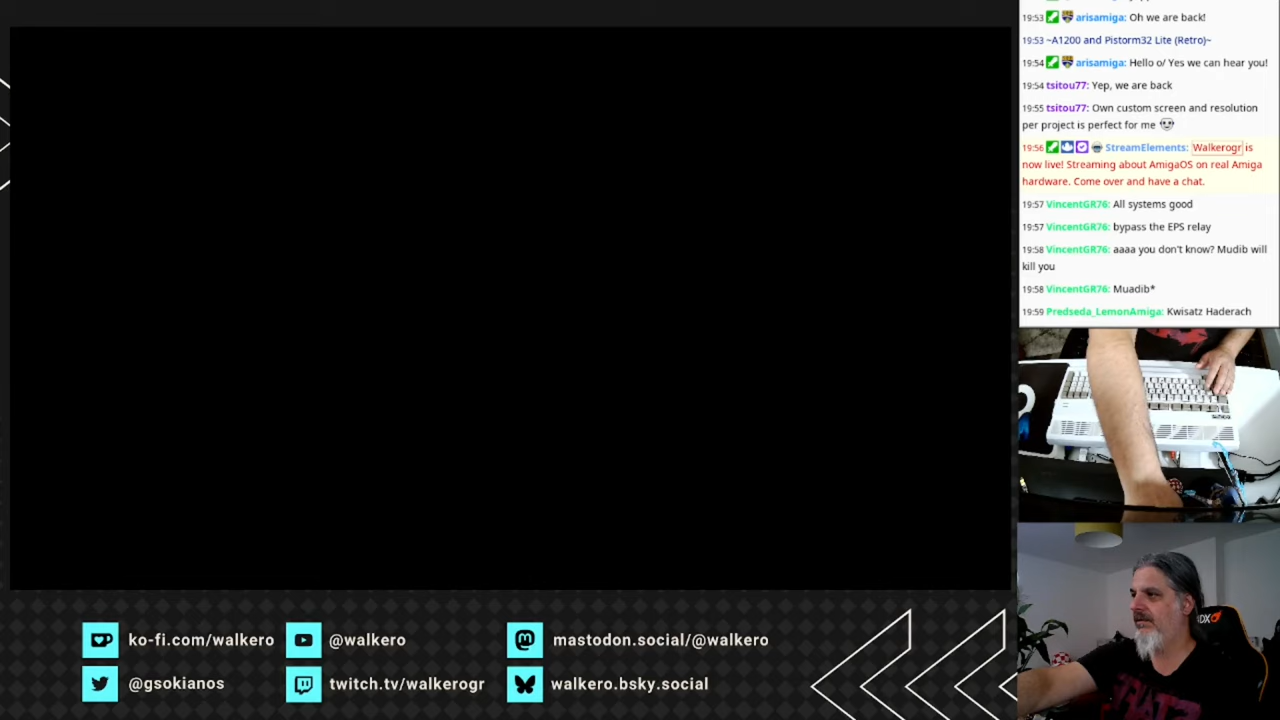 19:53 arisamiga: Oh we are back!
19:53 ~A1200 and Pistorm32 Lite (Retro)~
19:54 arisamiga: Hello o/ Yes we can hear you!
19:54 tsitou77: Yep, we are back
19:55 tsitou77: Own custom screen and resolution
per project is perfect for me
19:56 StreamElements: Walkerogr is
now live! Streaming about AmigaOS on real Amiga
hardware. Come over and have a chat.
19:57 VincentGR76: All systems good
19:57 VincentGR76: bypass the EPS relay
19:58 VincentGR76: aaaa you don't know? Mudib will
kill you
19:58 VincentGR76: Muadib*
19:59 Predseda_LemonAmiga: Kwisatz Haderach
ko-fi.com/walkero
@walkero
mastodon.social/@walkero
@gsokianos
twitch.tv/walkerogr
walkero.bsky.social